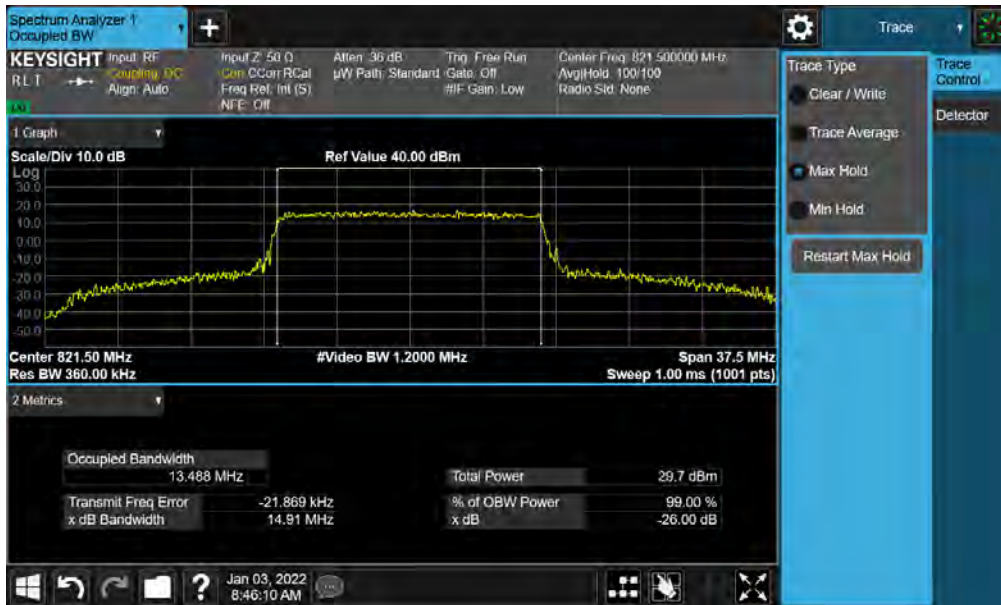 Spectrum Analyzer 1
Occupied BW
Trace
KEYSIGHT
RLT
Input: RF
Coupling: DC
Align: Auto
Input Z: 50 Ω
Corr CCorr RCal
Freq Ref: Int (S)
NFE: Off
Atten: 36 dB
µW Path: Standard
Trig: Free Run
Gate: Off
#IF Gain: Low
Center Freq: 821.500000 MHz
Avg|Hold: 100/100
Radio Std: None
Trace Type
Clear / Write
Trace Average
Max Hold
Min Hold
Restart Max Hold
Trace
Control
Detector
1 Graph
Scale/Div 10.0 dB
Ref Value 40.00 dBm
Log
30.0
20.0
10.0
0.00
-10.0
-20.0
-30.0
-40.0
-50.0
Center 821.50 MHz
#Video BW 1.2000 MHz
Span 37.5 MHz
Res BW 360.00 kHz
Sweep 1.00 ms (1001 pts)
2 Metrics
Occupied Bandwidth
13.488 MHz
Total Power 29.7 dBm
Transmit Freq Error -21.869 kHz
% of OBW Power 99.00 %
x dB Bandwidth 14.91 MHz
x dB -26.00 dB
Jan 03, 2022
8:46:10 AM